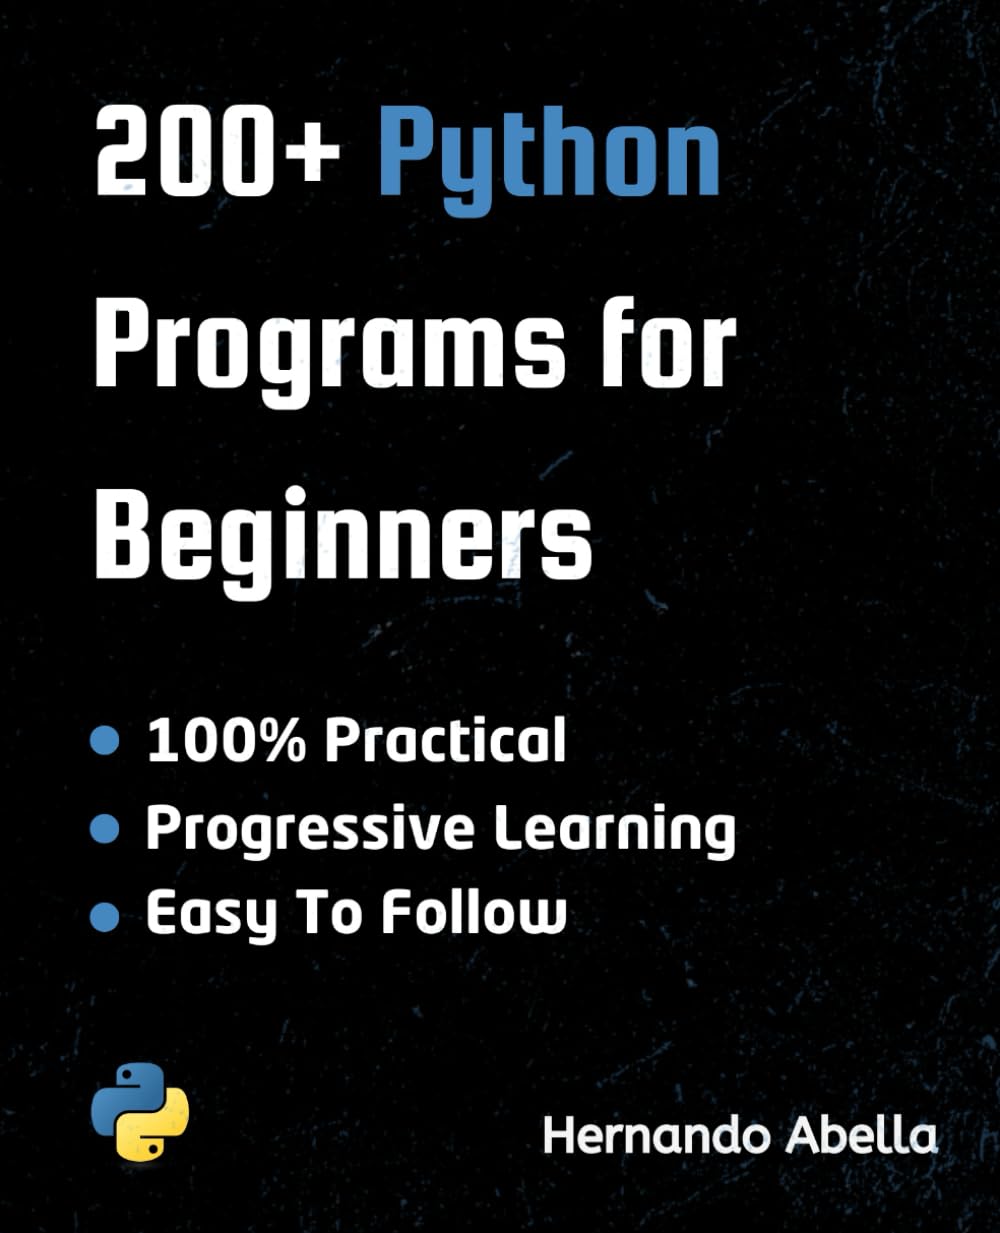 200+ Python
Programs for
Beginners
100% Practical
Progressive Learning
Easy To Follow
Hernando Abella